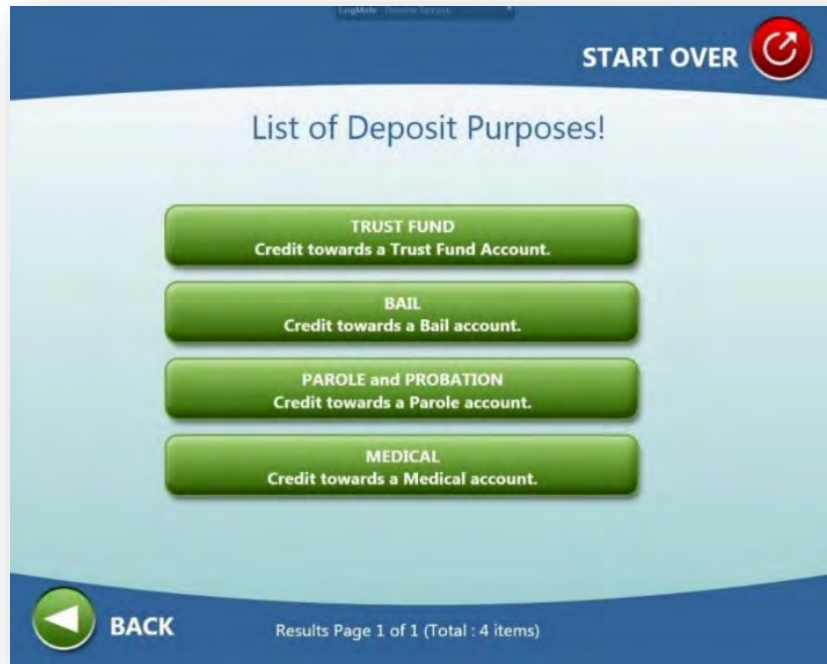 START OVER
List of Deposit Purposes!
TRUST FUND
Credit towards a Trust Fund Account.
BAIL
Credit towards a Bail account.
PAROLE and PROBATION
Credit towards a Parole account.
MEDICAL
Credit towards a Medical account.
BACK
Results Page 1 of 1 (Total : 4 items)